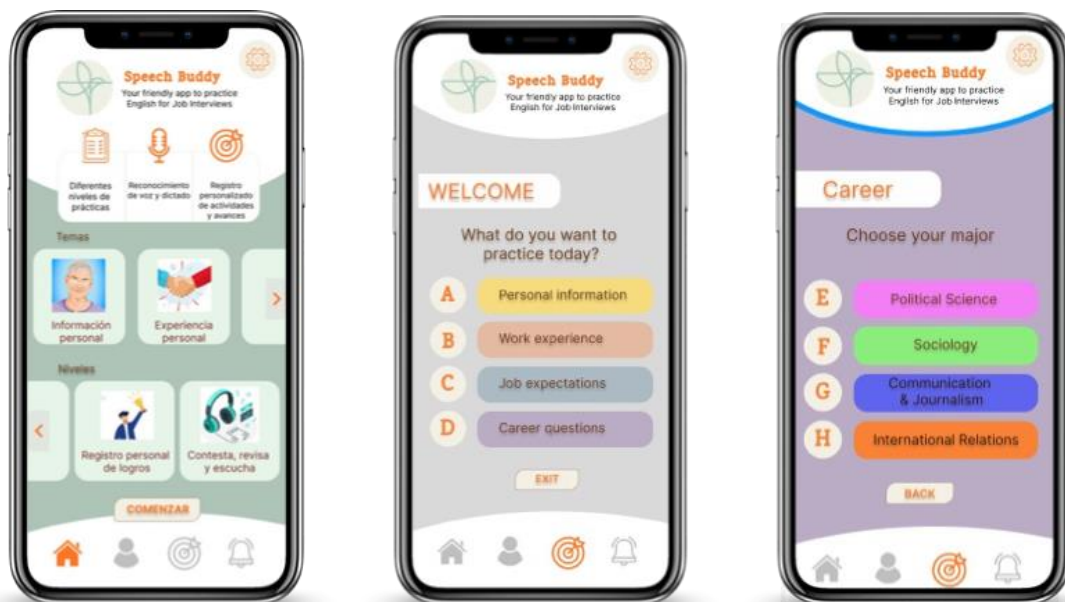 Speech Buddy
Your friendly app to practice
English for Job Interviews
Diferentes
niveles de
prácticas
Reconocimiento
de voz y dictado
Registro
personalizado
de actividades
y avances
Temas
Información
personal
Experiencia
personal
Niveles
Registro personal
de logros
Contesta, revisa
y escucha
COMENZAR
Speech Buddy
Your friendly app to practice
English for Job Interviews
WELCOME
What do you want to
practice today?
A Personal information
B Work experience
C Job expectations
D Career questions
EXIT
Speech Buddy
Your friendly app to practice
English for Job Interviews
Career
Choose your major
E Political Science
F Sociology
G Communication
& Journalism
H International Relations
BACK